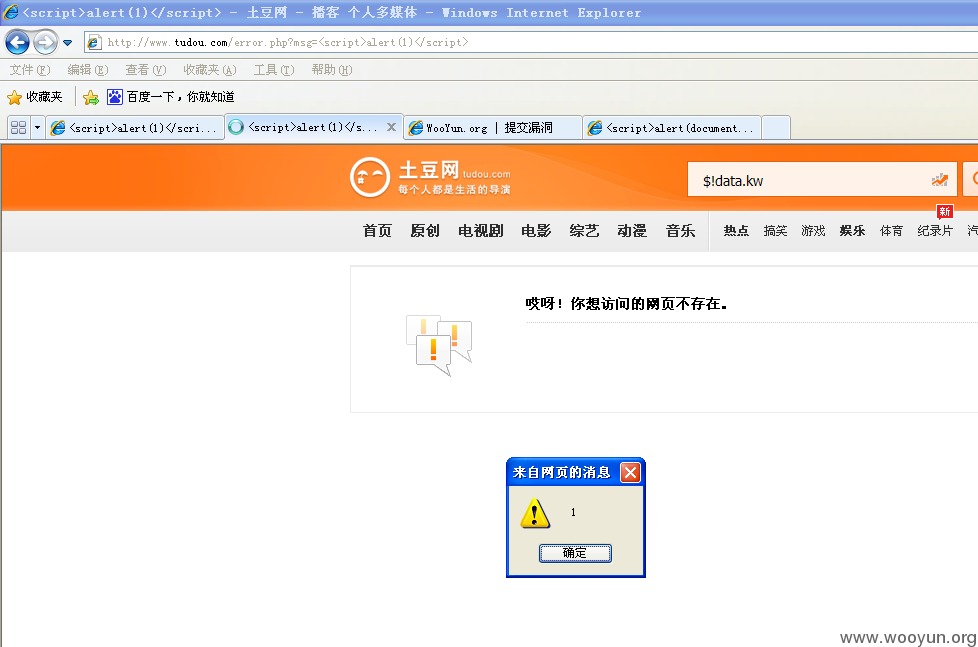 <script>alert(1)</script> - 土豆网 - 播客 个人多媒体 - Windows Internet Explorer
http://www.tudou.com/error.php?msg=<script>alert(1)</script>
文件(F) 编辑(E) 查看(V) 收藏夹(A) 工具(T) 帮助(H)
收藏夹 百度一下，你就知道
<script>alert(1)</scri... <script>alert(1)</s... WooYun.org | 提交漏洞 <script>alert(document...
土豆网 tudou.com
每个人都是生活的导演
$!data.kw
新
首页 原创 电视剧 电影 综艺 动漫 音乐 热点 搞笑 游戏 娱乐 体育 纪录片 汽
哎呀！你想访问的网页不存在。
来自网页的消息
1
确定
www.wooyun.org